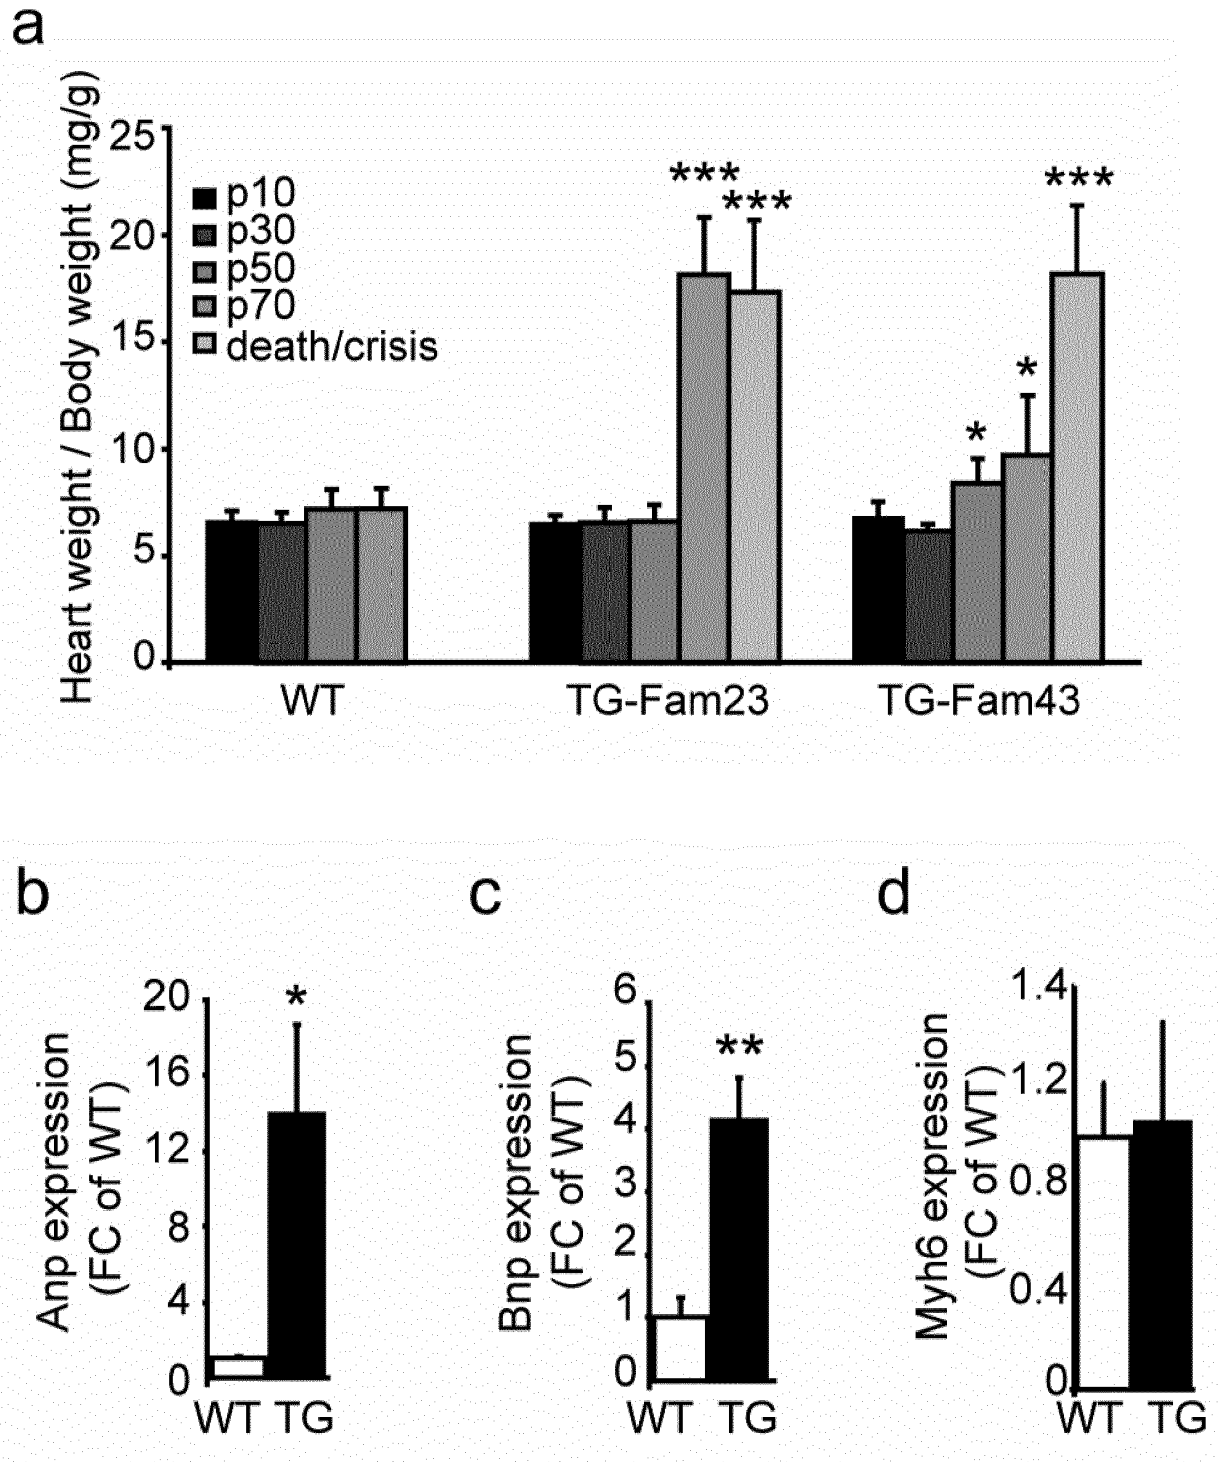 a
Heart weight / Body weight (mg/g)
25
20
15
10
5
0
p10
p30
p50
p70
death/crisis
***
***
*
*
***
WT
TG-Fam23
TG-Fam43
b
Anp expression
(FC of WT)
20
16
12
8
4
0
*
WT TG
c
Bnp expression
(FC of WT)
6
5
4
3
2
1
0
**
WT TG
d
Myh6 expression
(FC of WT)
1.4
1.2
0.8
0.4
0
WT TG